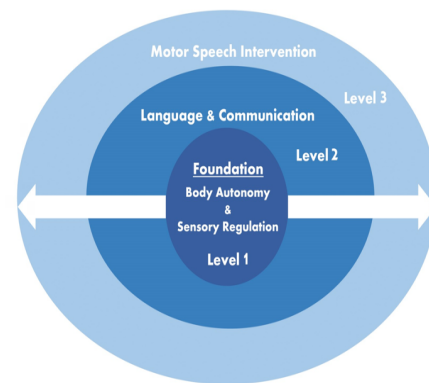 Motor Speech Intervention
Level 3
Language & Communication
Level 2
Foundation
Body Autonomy
&
Sensory Regulation
Level 1